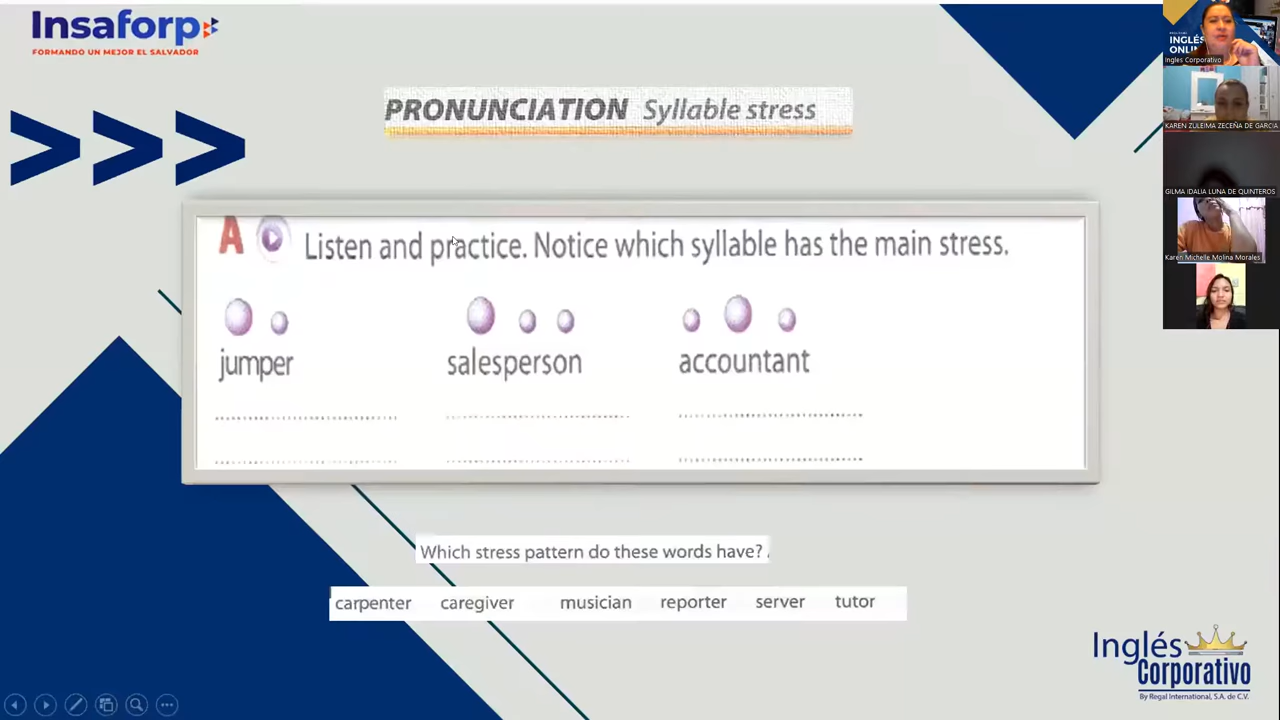 Insaforp
FORMANDO UN MEJOR EL SALVADOR
PRONUNCIATION Syllable stress
A Listen and practice. Notice which syllable has the main stress.
jumper salesperson accountant
Which stress pattern do these words have?
carpenter caregiver musician reporter server tutor
Inglés
Corporativo
By Regal International, S.A. de C.V.
INGLÉS
ONLI
Ingles Corporativo
KAREN ZULEIMA ZECEÑA DE GARCIA
GILMA IDALIA LUNA DE QUINTEROS
Karen Michelle Molina Morales